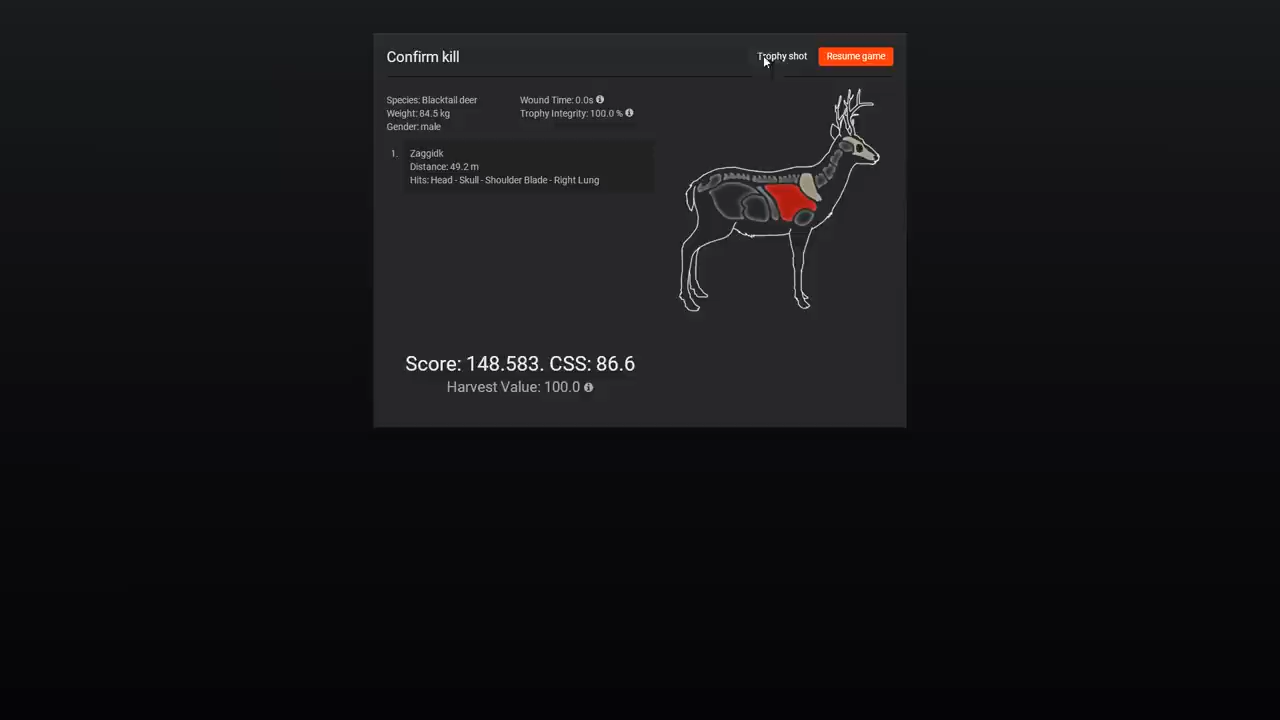 Confirm kill
Trophy shot
Resume game
Species: Blacktail deer
Weight: 84.5 kg
Gender: male
Wound Time: 0.0s
Trophy Integrity: 100.0 %
1.
Zaggidk
Distance: 49.2 m
Hits: Head - Skull - Shoulder Blade - Right Lung
Score: 148.583. CSS: 86.6
Harvest Value: 100.0